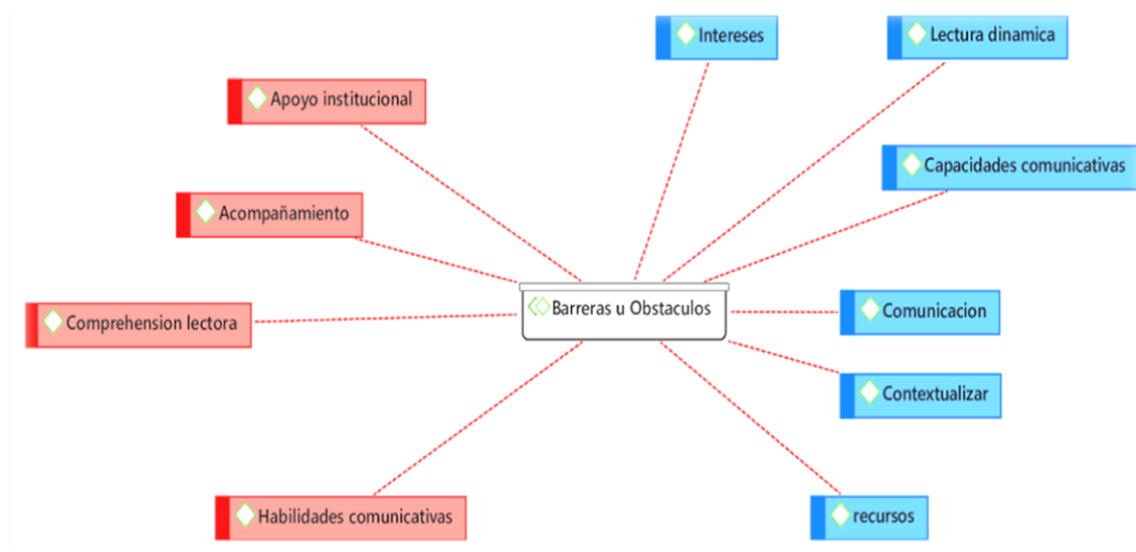 Intereses
Lectura dinamica
Apoyo institucional
Capacidades comunicativas
Acompañamiento
Comprehension lectora
Barreras u Obstaculos
Comunicacion
Contextualizar
Habilidades comunicativas
recursos